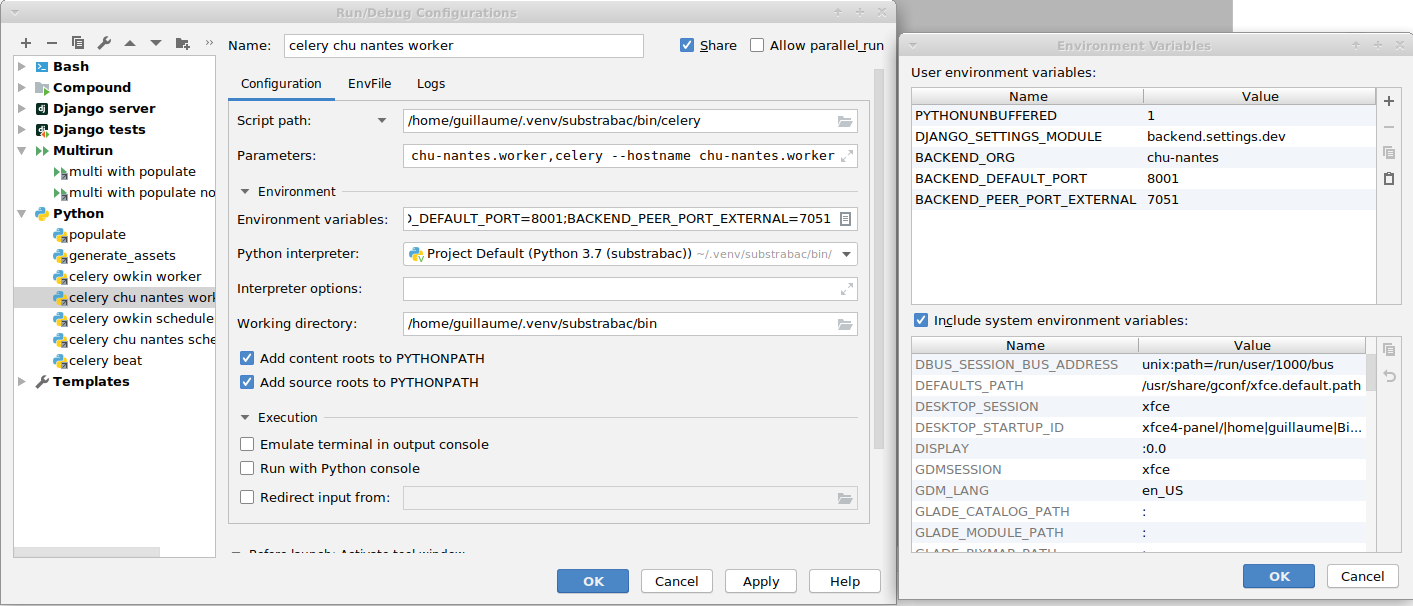 Run/Debug Configurations
Bash
Compound
Django server
Django tests
Multirun
multi with populate
multi with populate no
Python
populate
generate_assets
celery owkin worker
celery chu nantes work
celery owkin schedule
celery chu nantes sche
celery beat
Templates
Name: celery chu nantes worker
Share
Allow parallel run
Configuration EnvFile Logs
Script path: /home/guillaume/.venv/substrabac/bin/celery
Parameters: chu-nantes.worker,celery --hostname chu-nantes.worker
Environment
Environment variables: D_DEFAULT_PORT=8001;BACKEND_PEER_PORT_EXTERNAL=7051
Python interpreter: Project Default (Python 3.7 (substrabac)) ~/.venv/substrabac/bin/
Interpreter options:
Working directory: /home/guillaume/.venv/substrabac/bin
Add content roots to PYTHONPATH
Add source roots to PYTHONPATH
Execution
Emulate terminal in output console
Run with Python console
Redirect input from:
Before launch: Activate tool window
OK Cancel Apply Help
Environment Variables
User environment variables:
Name Value
PYTHONUNBUFFERED 1
DJANGO_SETTINGS_MODULE backend.settings.dev
BACKEND_ORG chu-nantes
BACKEND_DEFAULT_PORT 8001
BACKEND_PEER_PORT_EXTERNAL 7051
Include system environment variables:
Name Value
DBUS_SESSION_BUS_ADDRESS unix:path=/run/user/1000/bus
DEFAULTS_PATH /usr/share/gconf/xfce.default.path
DESKTOP_SESSION xfce
DESKTOP_STARTUP_ID xfce4-panel/|home|guillaume|Bi...
DISPLAY :0.0
GDMSESSION xfce
GDM_LANG en_US
GLADE_CATALOG_PATH :
GLADE_MODULE_PATH :
GLADE_PIXMAP_PATH :
OK Cancel